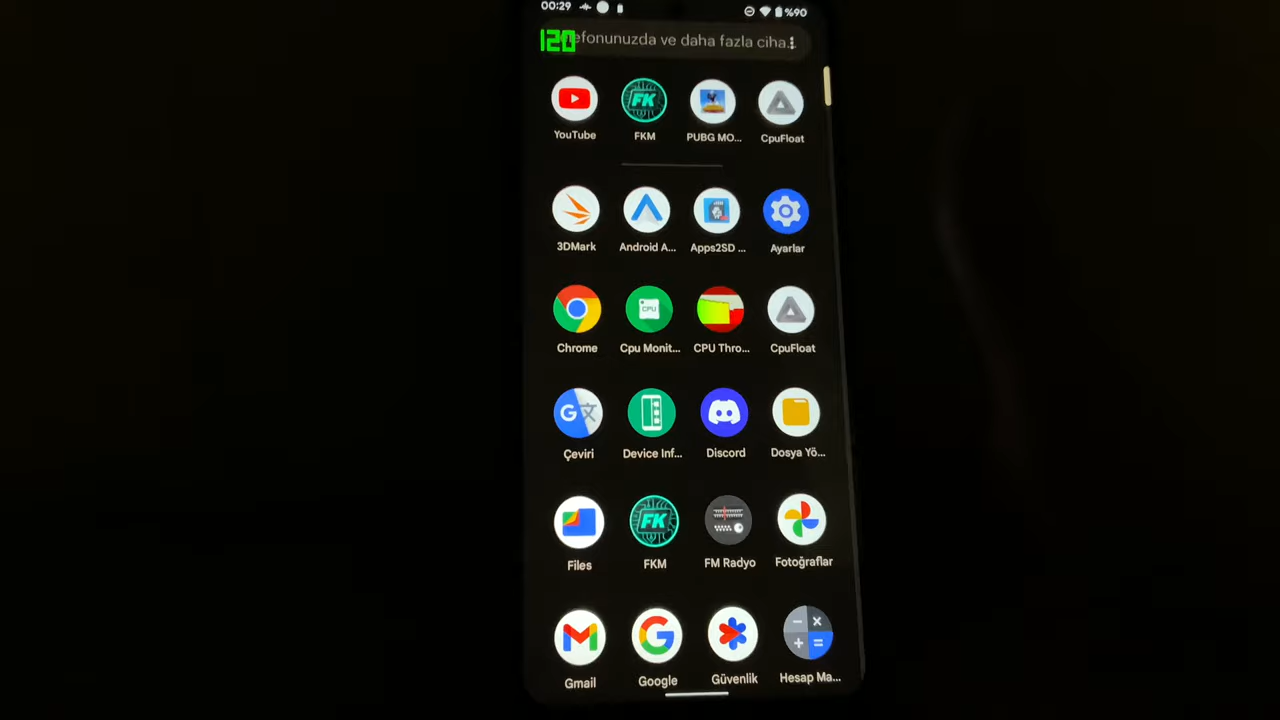 00:29 %90
120
efonunuzda ve daha fazla ciha...
YouTube FKM PUBG MO... CpuFloat
3DMark Android A... Apps2SD ... Ayarlar
Chrome Cpu Monit... CPU Thro... CpuFloat
Çeviri Device Inf... Discord Dosya Yö...
Files FKM FM Radyo Fotoğraflar
Gmail Google Güvenlik Hesap Ma...